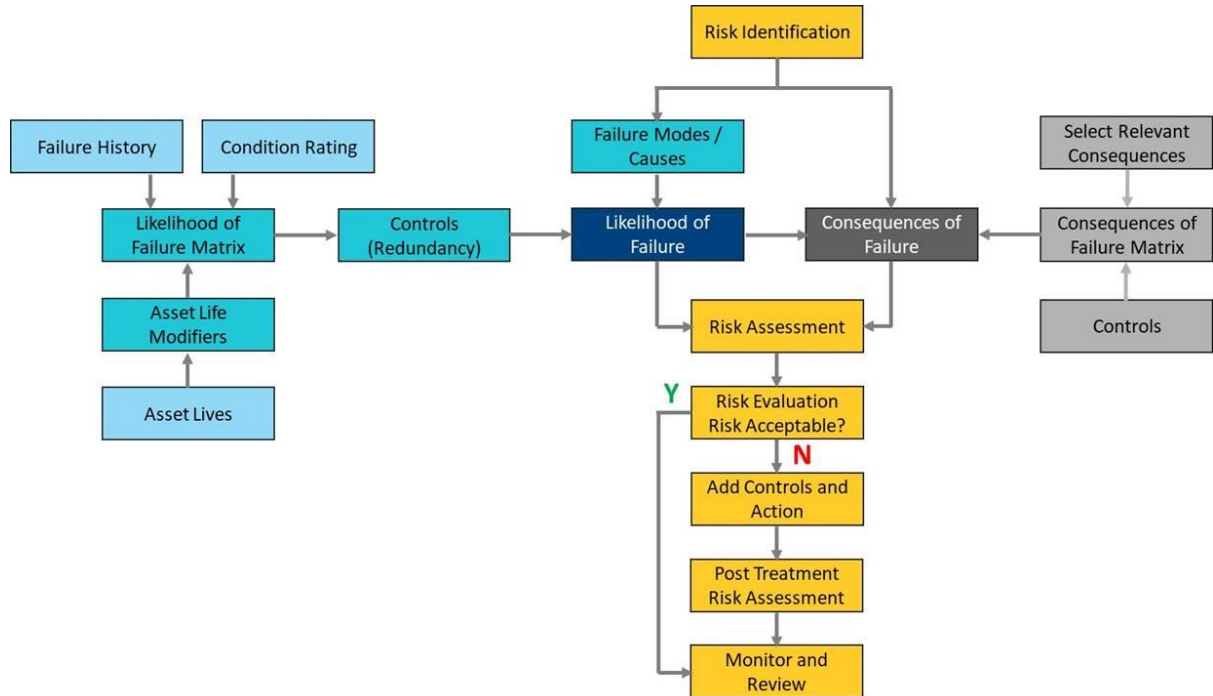 Risk Identification
Failure History
Condition Rating
Failure Modes /
Causes
Select Relevant
Consequences
Likelihood of
Failure Matrix
Controls
(Redundancy)
Likelihood of
Failure
Consequences of
Failure
Consequences of
Failure Matrix
Asset Life
Modifiers
Risk Assessment
Controls
Asset Lives
Y
Risk Evaluation
Risk Acceptable?
N
Add Controls and
Action
Post Treatment
Risk Assessment
Monitor and
Review